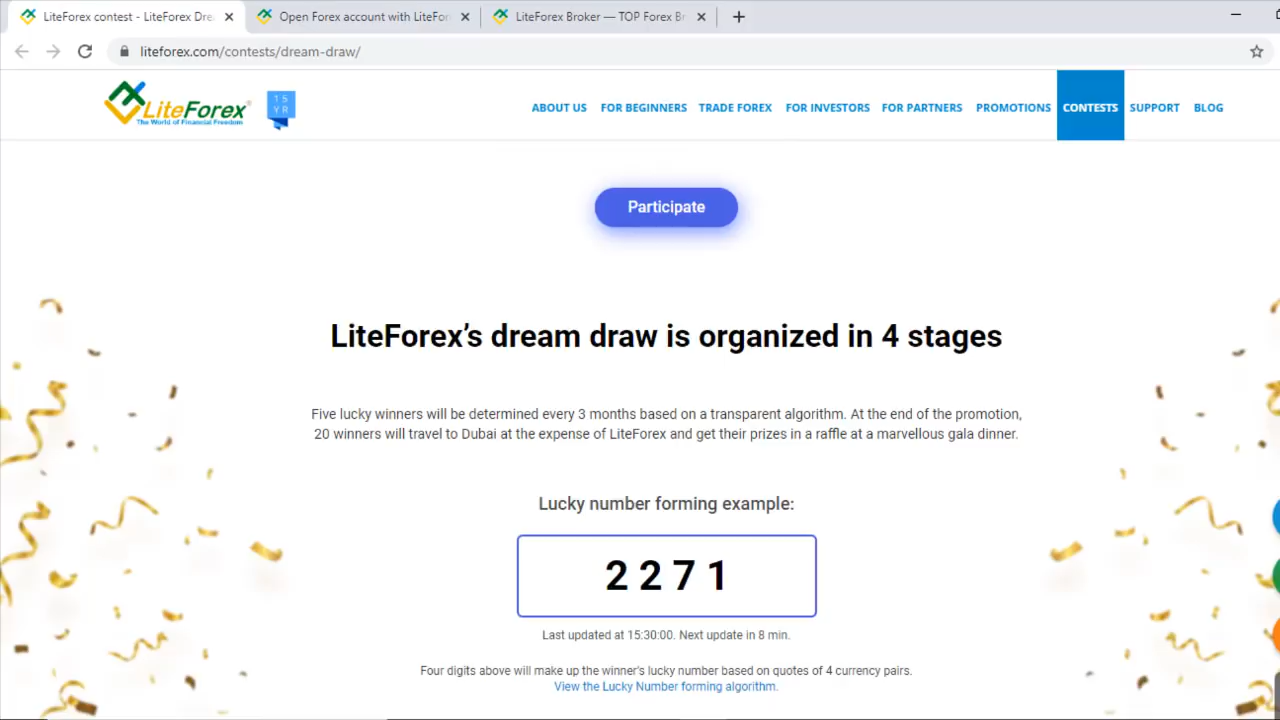 LiteForex contest - LiteForex Dre
Open Forex account with LiteFor
LiteForex Broker — TOP Forex Br
liteforex.com/contests/dream-draw/
LiteForex®
The World of Financial Freedom
15
YR
ABOUT US FOR BEGINNERS TRADE FOREX FOR INVESTORS FOR PARTNERS PROMOTIONS CONTESTS SUPPORT BLOG
Participate
LiteForex’s dream draw is organized in 4 stages
Five lucky winners will be determined every 3 months based on a transparent algorithm. At the end of the promotion,
20 winners will travel to Dubai at the expense of LiteForex and get their prizes in a raffle at a marvellous gala dinner.
Lucky number forming example:
2 2 7 1
Last updated at 15:30:00. Next update in 8 min.
Four digits above will make up the winner's lucky number based on quotes of 4 currency pairs.
View the Lucky Number forming algorithm.